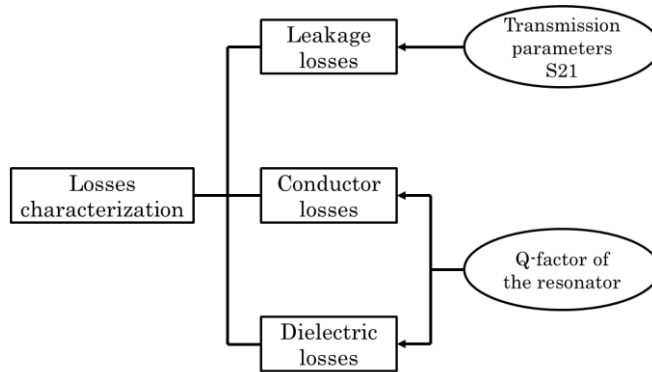 Leakage
losses
Transmission
parameters
S21
Losses
characterization
Conductor
losses
Q-factor of
the resonator
Dielectric
losses